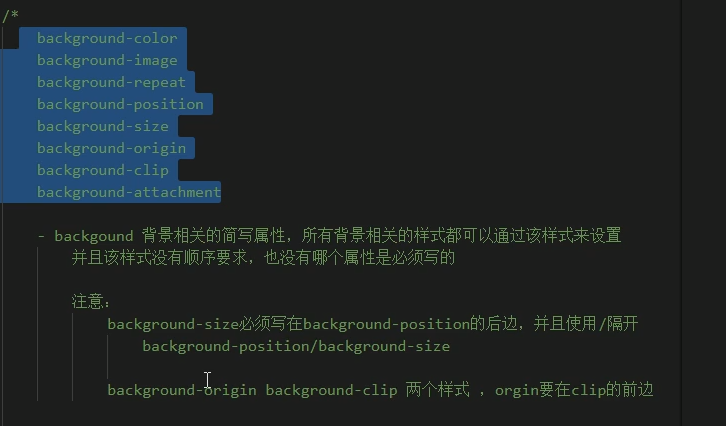 /*
background-color
background-image
background-repeat
background-position
background-size
background-origin
background-clip
background-attachment
- backgound 背景相关的简写属性，所有背景相关的样式都可以通过该样式来设置
并且该样式没有顺序要求，也没有哪个属性是必须写的
注意：
background-size必须写在background-position的后边，并且使用/隔开
background-position/background-size
background-origin background-clip 两个样式 ，orgin要在clip的前边